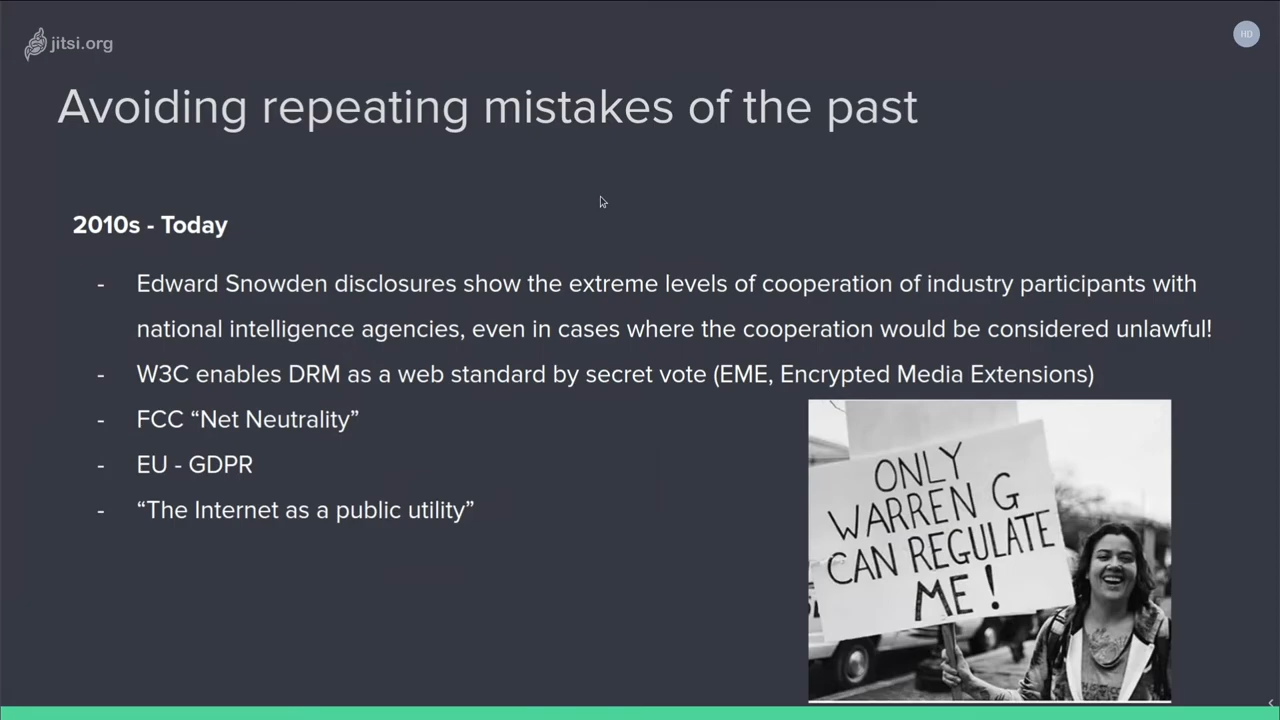 jitsi.org
HD
Avoiding repeating mistakes of the past
2010s - Today
- Edward Snowden disclosures show the extreme levels of cooperation of industry participants with
national intelligence agencies, even in cases where the cooperation would be considered unlawful!
- W3C enables DRM as a web standard by secret vote (EME, Encrypted Media Extensions)
- FCC “Net Neutrality”
- EU - GDPR
- “The Internet as a public utility”
ONLY
WARREN G
CAN REGULATE
ME!